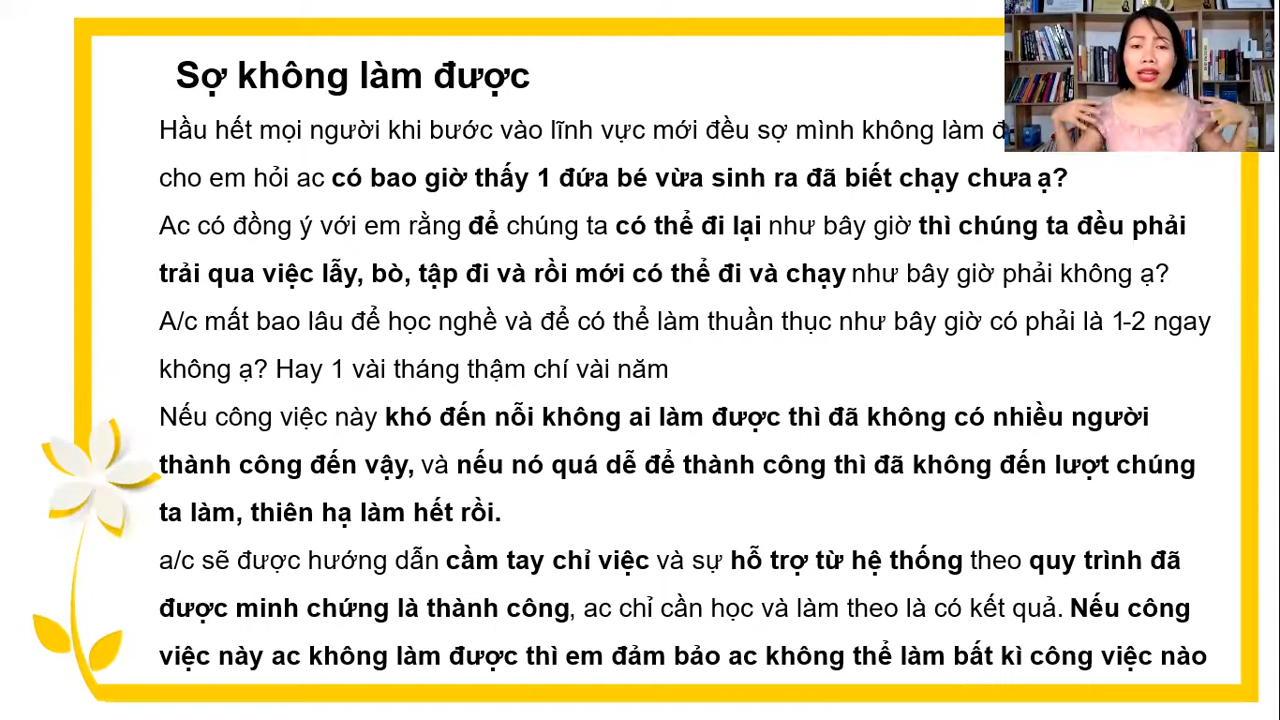 Sợ không làm được
Hầu hết mọi người khi bước vào lĩnh vực mới đều sợ mình không làm
cho em hỏi ac có bao giờ thấy 1 đứa bé vừa sinh ra đã biết chạy chưa ạ?
Ac có đồng ý với em rằng để chúng ta có thể đi lại như bây giờ thì chúng ta đều phải
trải qua việc lẫy, bò, tập đi và rồi mới có thể đi và chạy như bây giờ phải không ạ?
A/c mất bao lâu để học nghề và để có thể làm thuần thục như bây giờ có phải là 1-2 ngay
không ạ? Hay 1 vài tháng thậm chí vài năm
Nếu công việc này khó đến nỗi không ai làm được thì đã không có nhiều người
thành công đến vậy, và nếu nó quá dễ để thành công thì đã không đến lượt chúng
ta làm, thiên hạ làm hết rồi.
a/c sẽ được hướng dẫn cầm tay chỉ việc và sự hỗ trợ từ hệ thống theo quy trình đã
được minh chứng là thành công, ac chỉ cần học và làm theo là có kết quả. Nếu công
việc này ac không làm được thì em đảm bảo ac không thể làm bất kì công việc nào